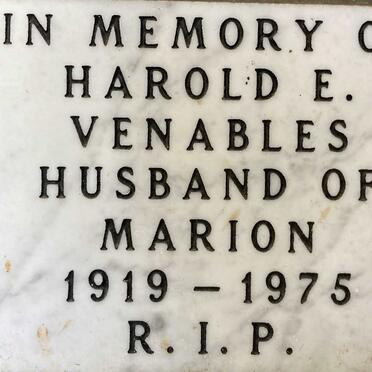 IN MEMORY O
HAROLD E.
VENABLES
HUSBAND OF
MARION
1919 – 1975
R. I. P.